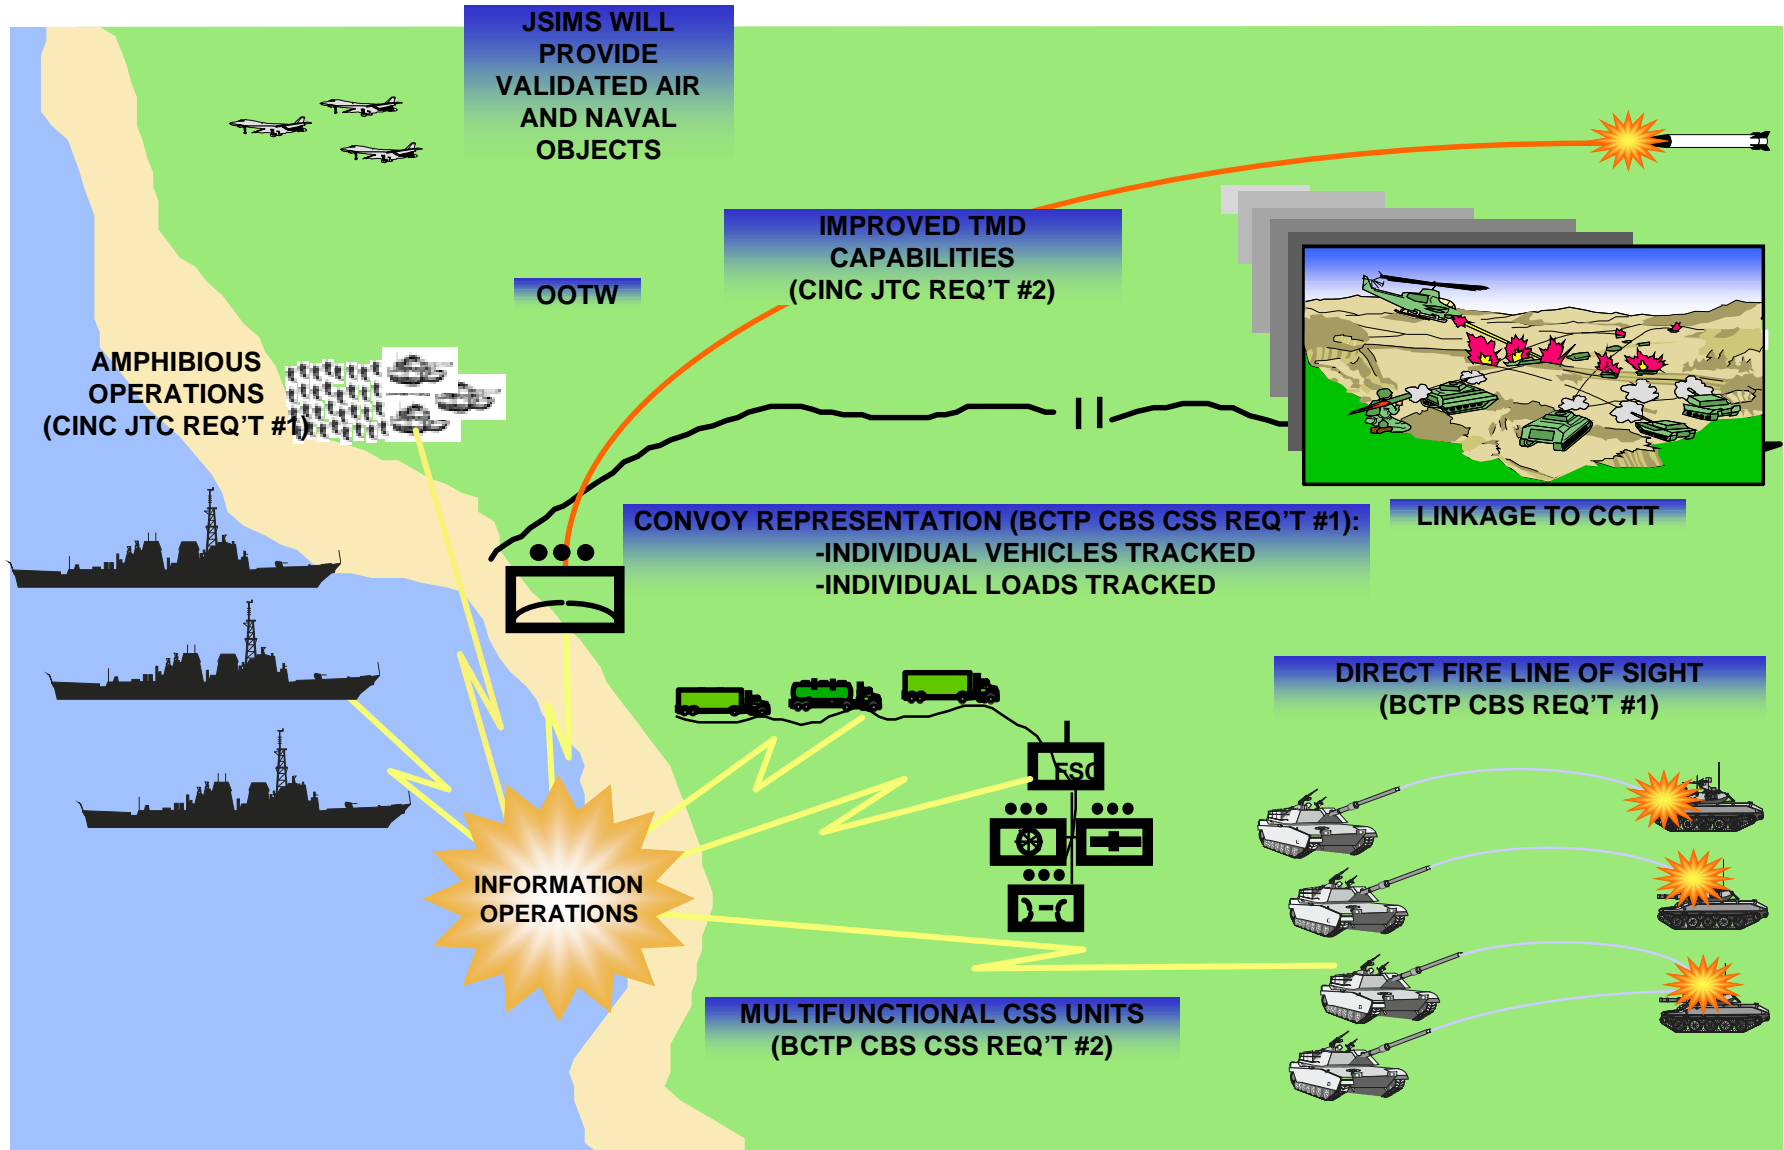 JSIMS WILL
PROVIDE
VALIDATED AIR
AND NAVAL
OBJECTS
IMPROVED TMD
CAPABILITIES
(CINC JTC REQ'T #2)
OOTW
AMPHIBIOUS
OPERATIONS
(CINC JTC REQ'T #1)
CONVOY REPRESENTATION (BCTP CBS CSS REQ'T #1):
-INDIVIDUAL VEHICLES TRACKED
-INDIVIDUAL LOADS TRACKED
LINKAGE TO CCTT
DIRECT FIRE LINE OF SIGHT
(BCTP CBS REQ'T #1)
FSC
INFORMATION
OPERATIONS
MULTIFUNCTIONAL CSS UNITS
(BCTP CBS CSS REQ'T #2)